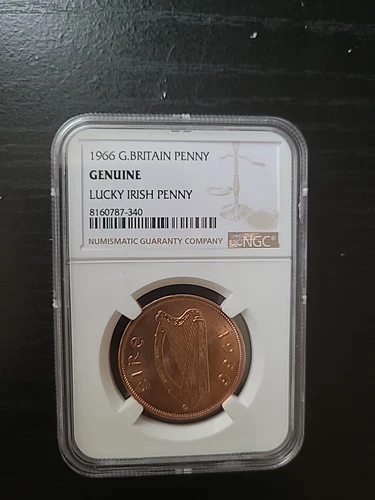 1966 G.BRITAIN PENNY
GENUINE
LUCKY IRISH PENNY
8160787-340
NUMISMATIC GUARANTY COMPANY
NGC®
éIRe 1966